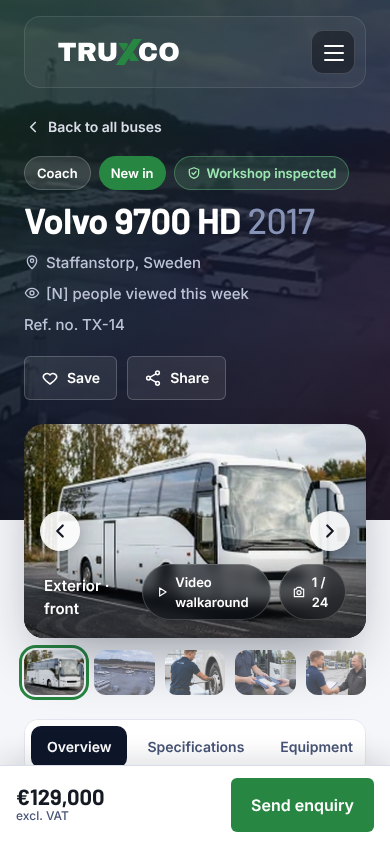 TRUXCO
Back to all buses
Coach
New in
Workshop inspected
Volvo 9700 HD 2017
Staffanstorp, Sweden
[N] people viewed this week
Ref. no. TX-14
Save
Share
Exterior ·
front
Video
walkaround
1 /
24
Overview
Specifications
Equipment
€129,000
excl. VAT
Send enquiry